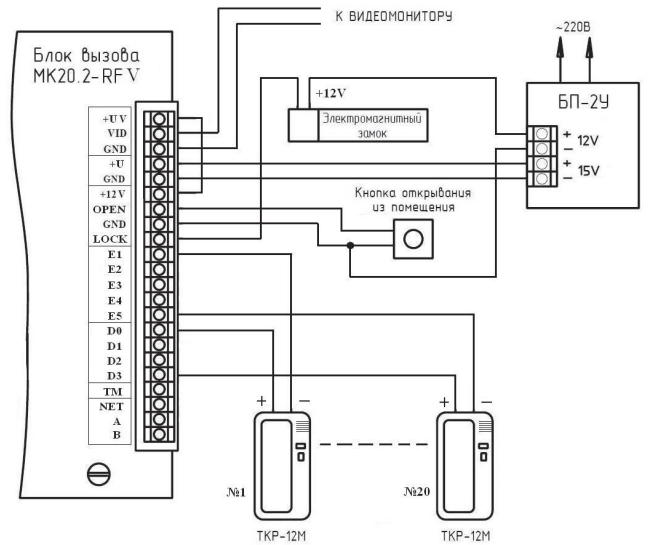 К ВИДЕОМОНИТОРУ
~220В
Блок вызова
МК20.2-RF V
БП-2У
+12V
Электромагнитный
замок
+ 12V
−
+ 15V
−
+UV
VID
GND
+U
GND
+12V
OPEN
GND
LOCK
E1
E2
E3
E4
E5
D0
D1
D2
D3
TM
NET
A
B
Кнопка открывания
из помещения
+ −
+ −
№1
№20
ТКР-12М
ТКР-12М